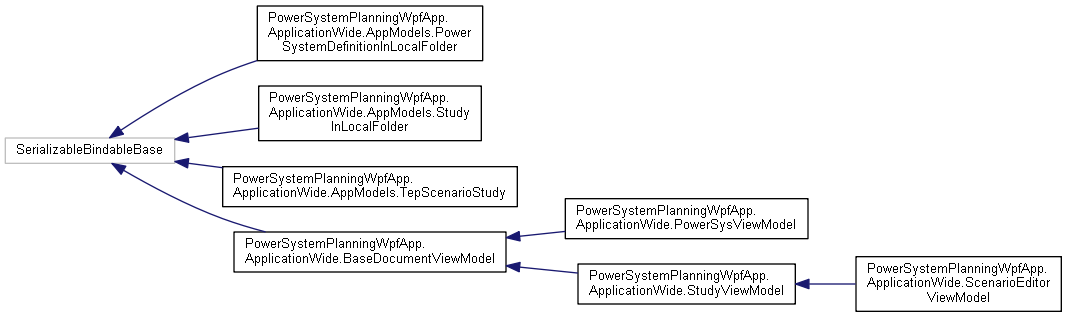 PowerSystemPlanningWpfApp.
ApplicationWide.AppModels.Power
SystemDefinitionInLocalFolder
PowerSystemPlanningWpfApp.
ApplicationWide.AppModels.Study
InLocalFolder
SerializableBindableBase
PowerSystemPlanningWpfApp.
ApplicationWide.AppModels.TepScenarioStudy
PowerSystemPlanningWpfApp.
ApplicationWide.BaseDocumentViewModel
PowerSystemPlanningWpfApp.
ApplicationWide.PowerSysViewModel
PowerSystemPlanningWpfApp.
ApplicationWide.StudyViewModel
PowerSystemPlanningWpfApp.
ApplicationWide.ScenarioEditor
ViewModel